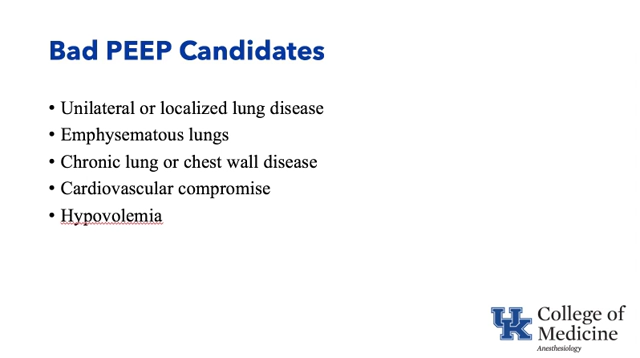 Bad PEEP Candidates
• Unilateral or localized lung disease
• Emphysematous lungs
• Chronic lung or chest wall disease
• Cardiovascular compromise
• Hypovolemia
UK College of
Medicine
Anesthesiology